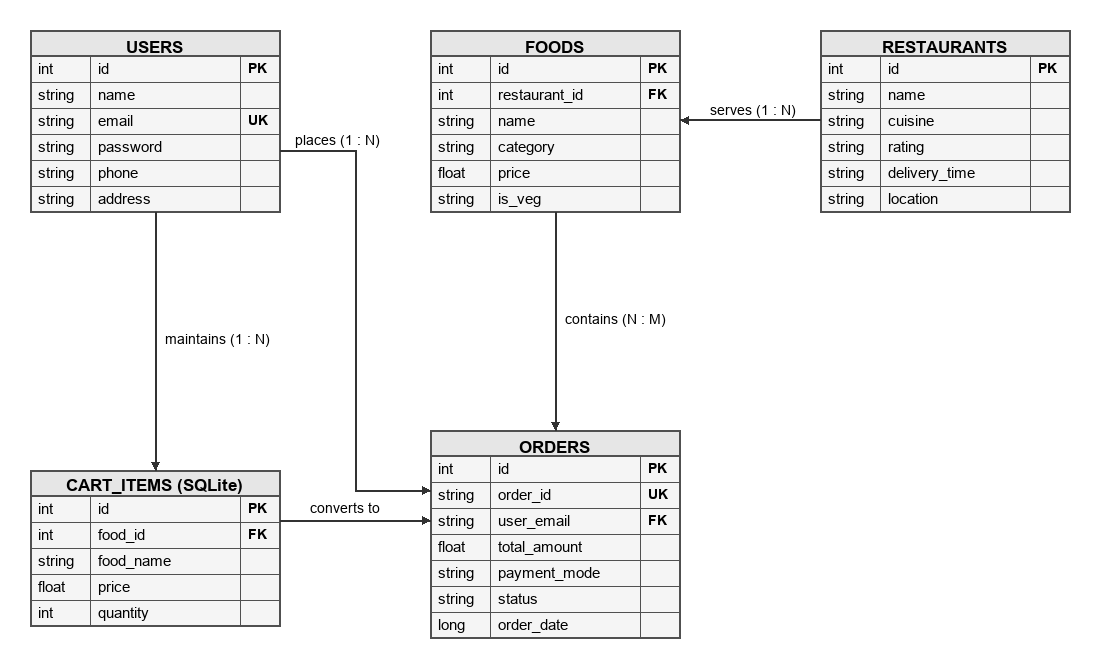 USERS
int id PK
string name
string email UK
string password
string phone
string address
places (1 : N)
FOODS
int id PK
int restaurant_id FK
string name
string category
float price
string is_veg
serves (1 : N)
RESTAURANTS
int id PK
string name
string cuisine
string rating
string delivery_time
string location
maintains (1 : N)
contains (N : M)
CART_ITEMS (SQLite)
int id PK
int food_id FK
string food_name
float price
int quantity
converts to
ORDERS
int id PK
string order_id UK
string user_email FK
float total_amount
string payment_mode
string status
long order_date